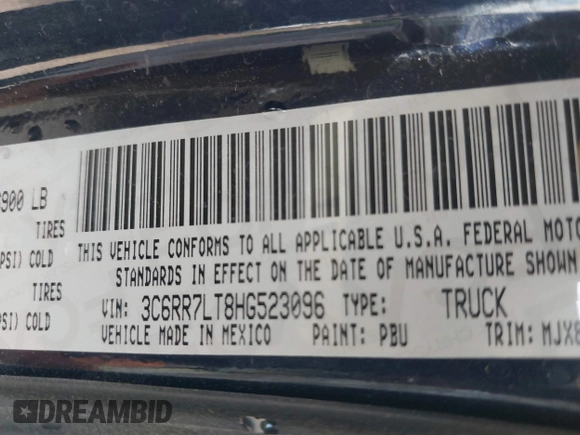 900 LB
TIRES
PSI) COLD
TIRES
SI) COLD
THIS VEHICLE CONFORMS TO ALL APPLICABLE U.S.A. FEDERAL MOTO
STANDARDS IN EFFECT ON THE DATE OF MANUFACTURE SHOWN
VIN: 3C6RR7LT8HG523096 TYPE: TRUCK
VEHICLE MADE IN MEXICO PAINT: PBU TRIM: MJX8
DREAMBID